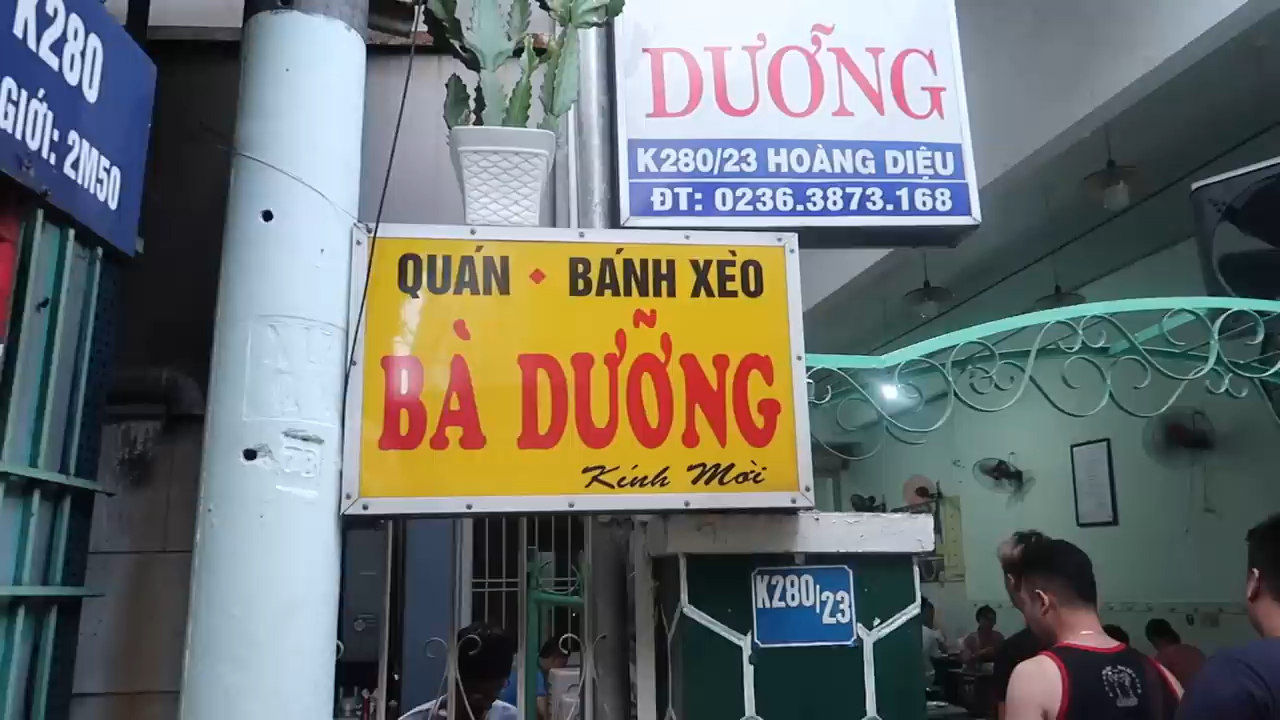 K280
GIỚI: 2M50
DƯỠNG
K280/23 HOÀNG DIỆU
ĐT: 0236.3873.168
QUÁN • BÁNH XÈO
BÀ DƯỠNG
Kính Mời
K280/23